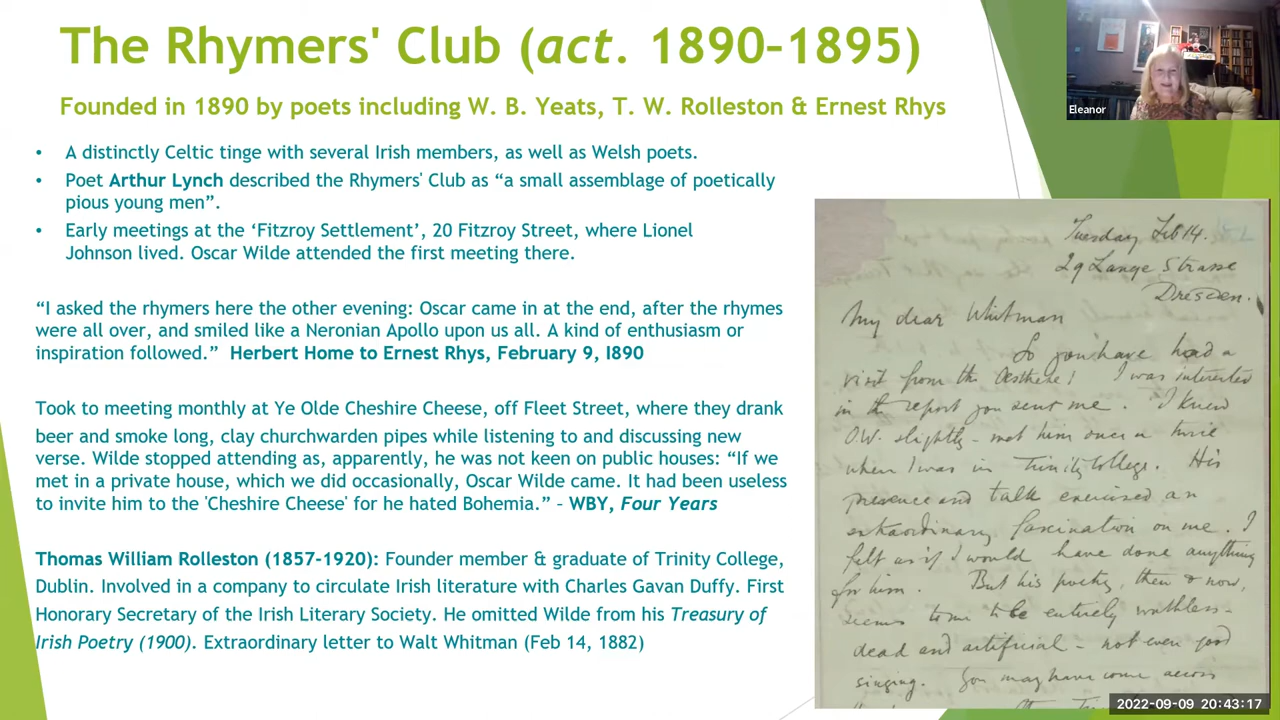 The Rhymers' Club (act. 1890–1895)
Founded in 1890 by poets including W. B. Yeats, T. W. Rolleston & Ernest Rhys
• A distinctly Celtic tinge with several Irish members, as well as Welsh poets.
• Poet Arthur Lynch described the Rhymers' Club as “a small assemblage of poetically
pious young men”.
• Early meetings at the ‘Fitzroy Settlement’, 20 Fitzroy Street, where Lionel
Johnson lived. Oscar Wilde attended the first meeting there.
“I asked the rhymers here the other evening: Oscar came in at the end, after the rhymes
were all over, and smiled like a Neronian Apollo upon us all. A kind of enthusiasm or
inspiration followed.” Herbert Home to Ernest Rhys, February 9, I890
Took to meeting monthly at Ye Olde Cheshire Cheese, off Fleet Street, where they drank
beer and smoke long, clay churchwarden pipes while listening to and discussing new
verse. Wilde stopped attending as, apparently, he was not keen on public houses: “If we
met in a private house, which we did occasionally, Oscar Wilde came. It had been useless
to invite him to the 'Cheshire Cheese' for he hated Bohemia.” – WBY, Four Years
Thomas William Rolleston (1857-1920): Founder member & graduate of Trinity College,
Dublin. Involved in a company to circulate Irish literature with Charles Gavan Duffy. First
Honorary Secretary of the Irish Literary Society. He omitted Wilde from his Treasury of
Irish Poetry (1900). Extraordinary letter to Walt Whitman (Feb 14, 1882)
Eleanor
Tuesday Feb 14.
29 Lange Strasse
Dresden.
My dear Whitman
So you have had a
visit from the Aesthete! I was interested
in the report you sent me. I knew
O.W. slightly - met him once or twice
when I was in Trinity College. His
presence and talk exercised an
extraordinary fascination on me. I
felt as if I would have done anything
for him. But his poetry, then & now,
seems to me to be entirely worthless -
dead and artificial - not even good
singing. You may have come across
2022-09-09 20:43:17